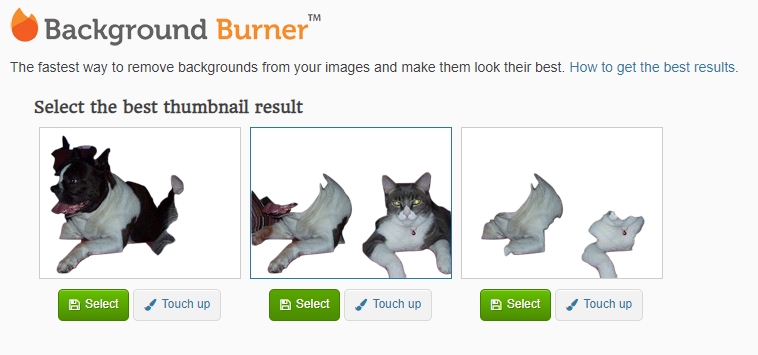 Background Burner™
The fastest way to remove backgrounds from your images and make them look their best. How to get the best results.
Select the best thumbnail result
Select Touch up Select Touch up Select Touch up